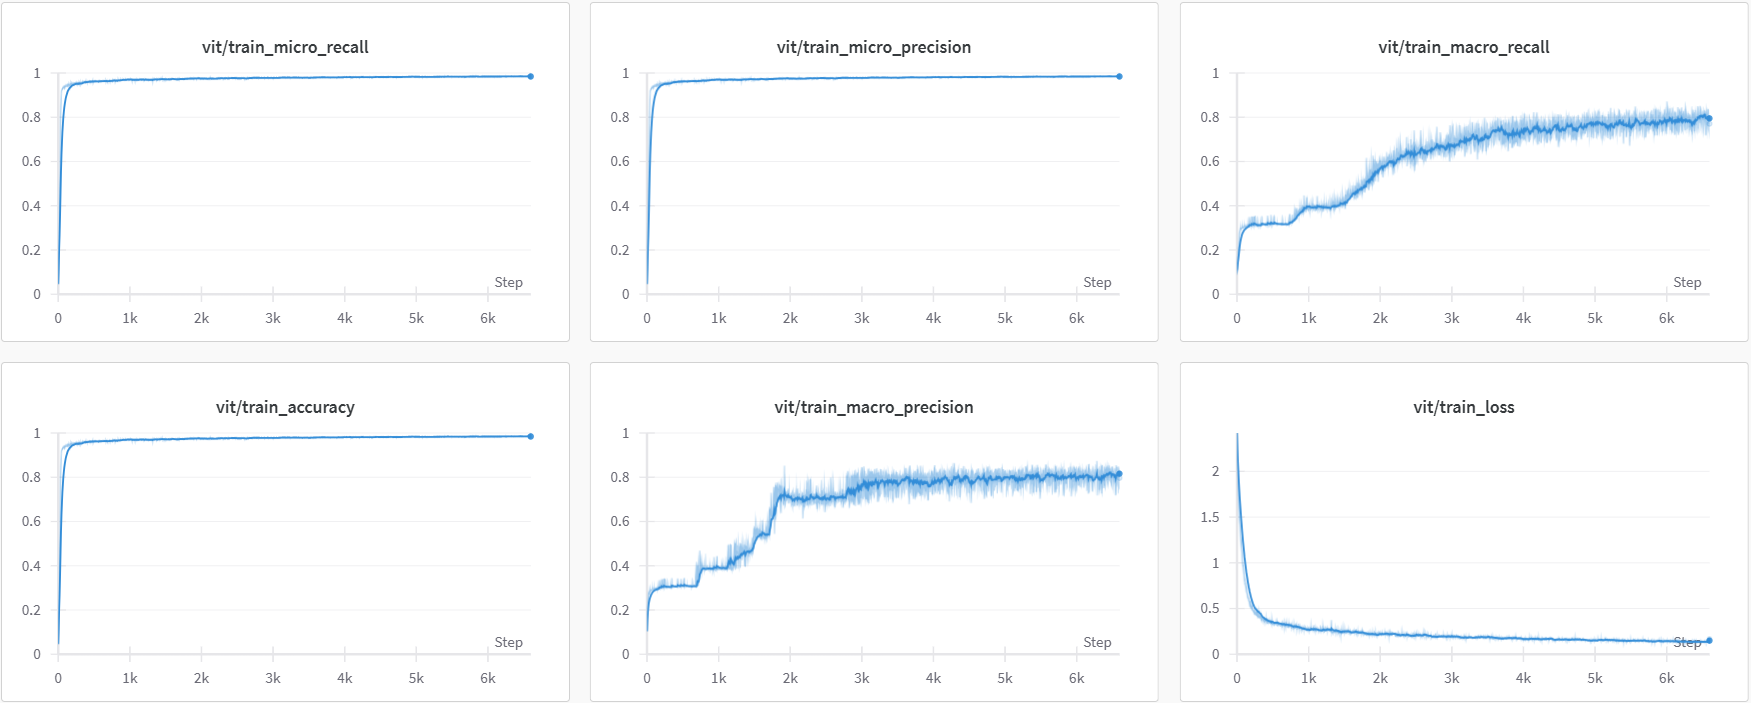 vit/train_micro_recall
1
0.8
0.6
0.4
0.2
0
Step
0 1k 2k 3k 4k 5k 6k
vit/train_micro_precision
1
0.8
0.6
0.4
0.2
0
Step
0 1k 2k 3k 4k 5k 6k
vit/train_macro_recall
1
0.8
0.6
0.4
0.2
0
Step
0 1k 2k 3k 4k 5k 6k
vit/train_accuracy
1
0.8
0.6
0.4
0.2
0
Step
0 1k 2k 3k 4k 5k 6k
vit/train_macro_precision
1
0.8
0.6
0.4
0.2
0
Step
0 1k 2k 3k 4k 5k 6k
vit/train_loss
2
1.5
1
0.5
0
Step
0 1k 2k 3k 4k 5k 6k